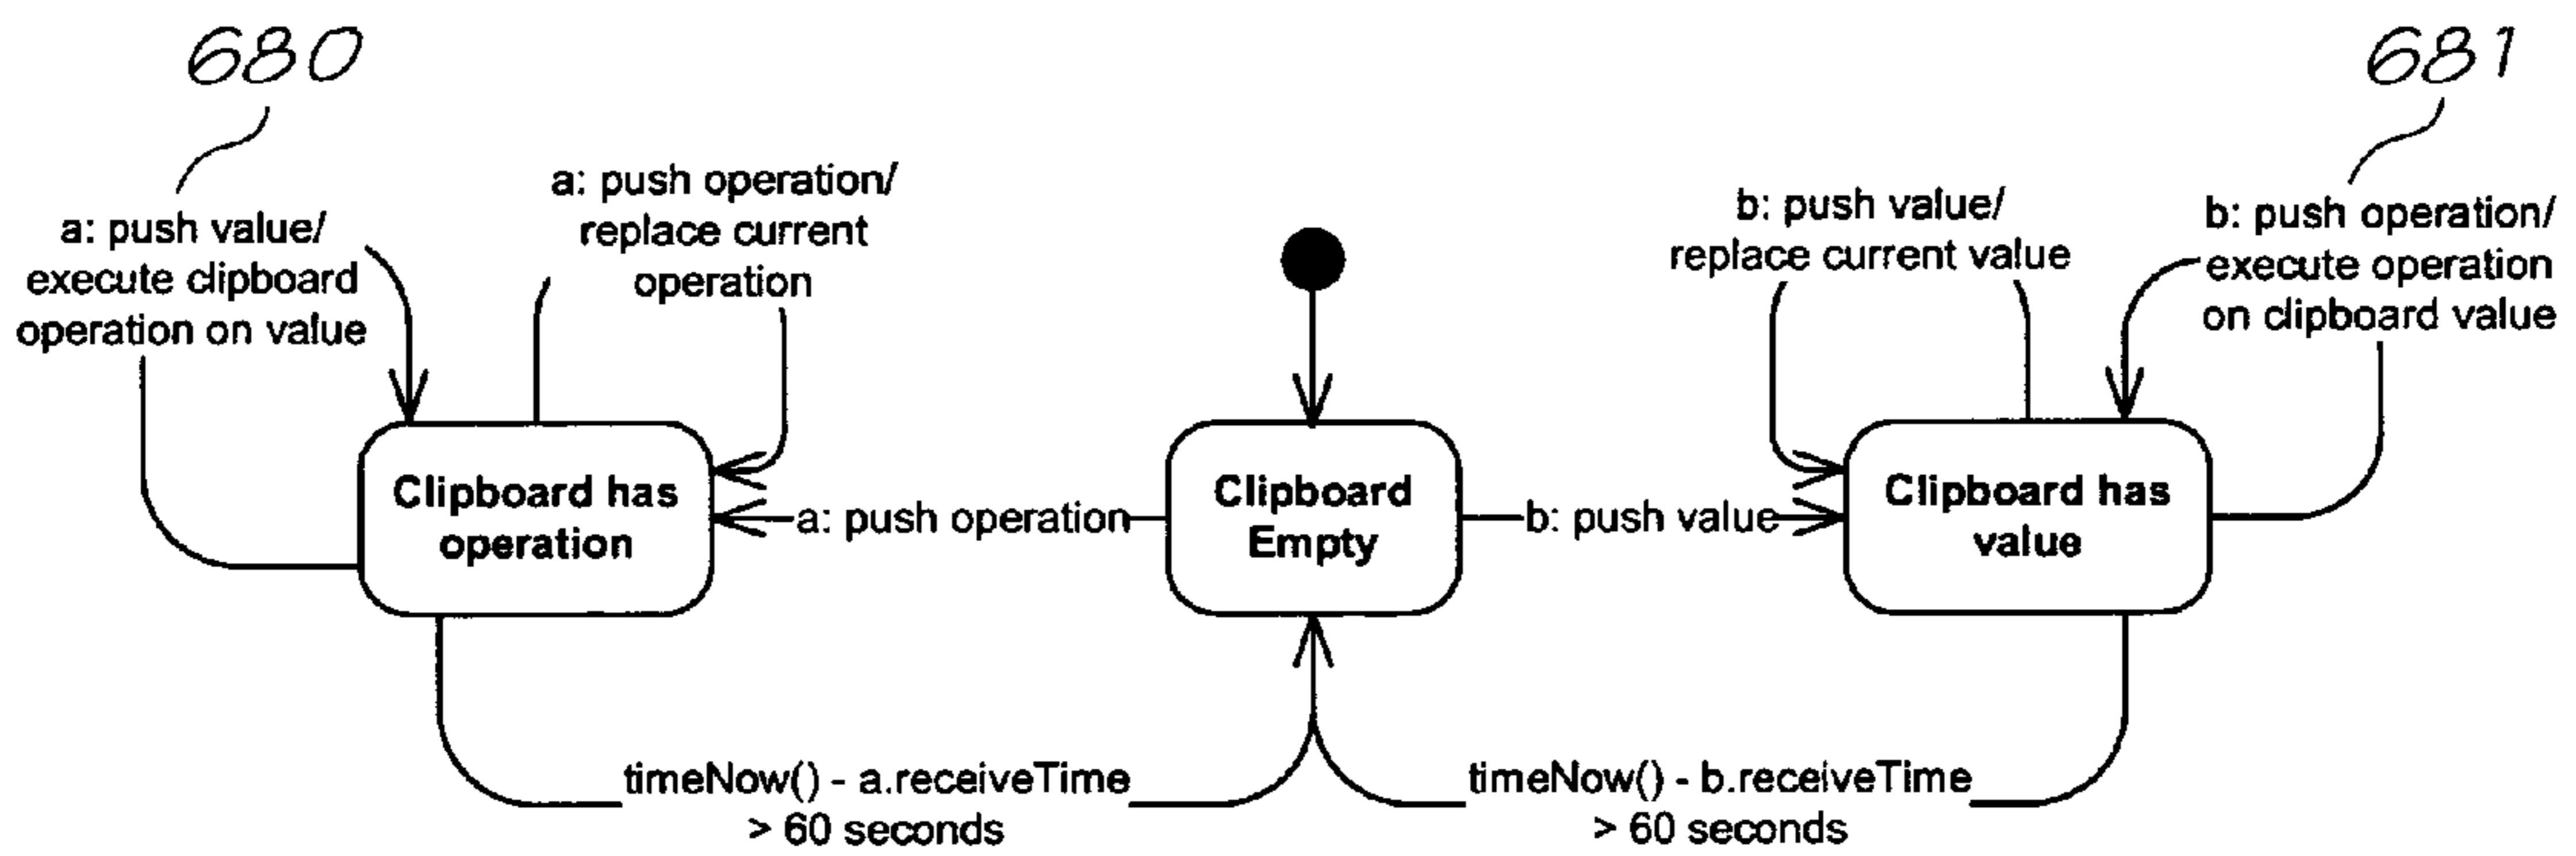 680
681
a: push value/
execute clipboard
operation on value
a: push operation/
replace current
operation
b: push value/
replace current value
b: push operation/
execute operation
on clipboard value
Clipboard has
operation
a: push operation
Clipboard
Empty
b: push value
Clipboard has
value
timeNow() - a.receiveTime
> 60 seconds
timeNow() - b.receiveTime
> 60 seconds